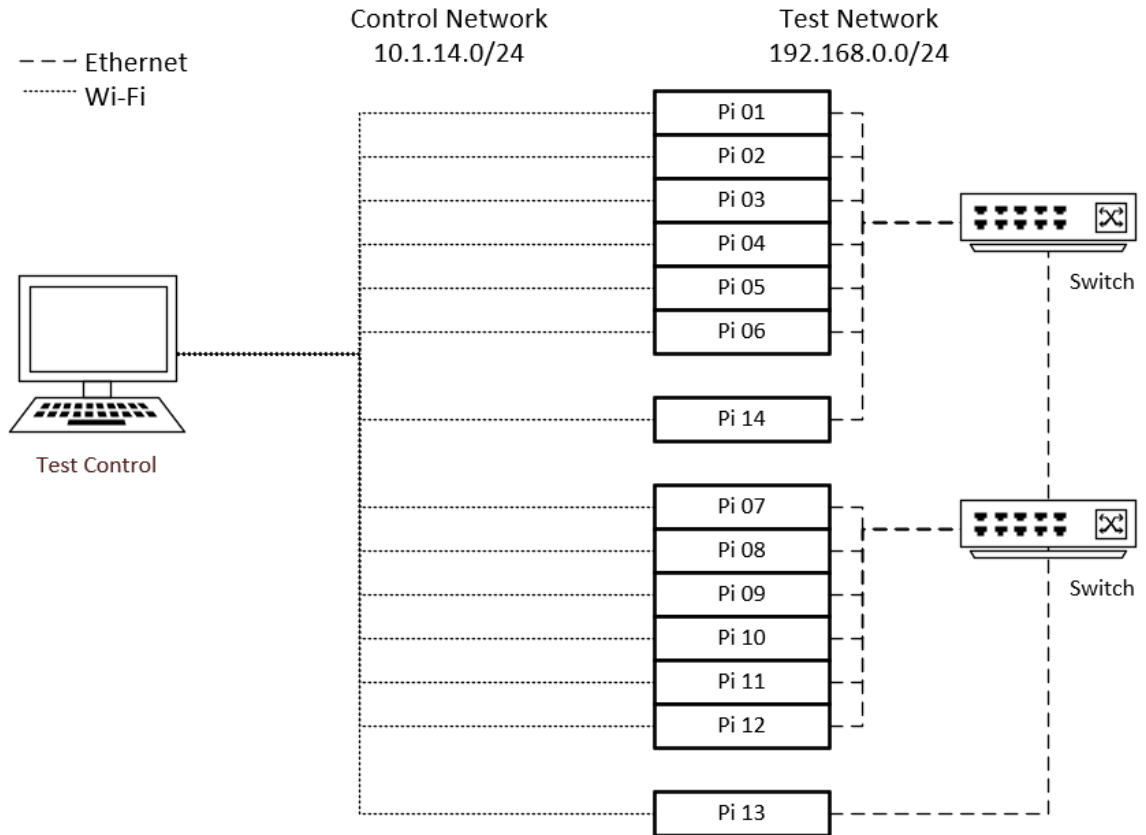 Control Network
10.1.14.0/24
Test Network
192.168.0.0/24
Ethernet
Wi-Fi
Pi 01
Pi 02
Pi 03
Pi 04
Pi 05
Pi 06
Switch
Pi 14
Test Control
Pi 07
Pi 08
Pi 09
Switch
Pi 10
Pi 11
Pi 12
Pi 13